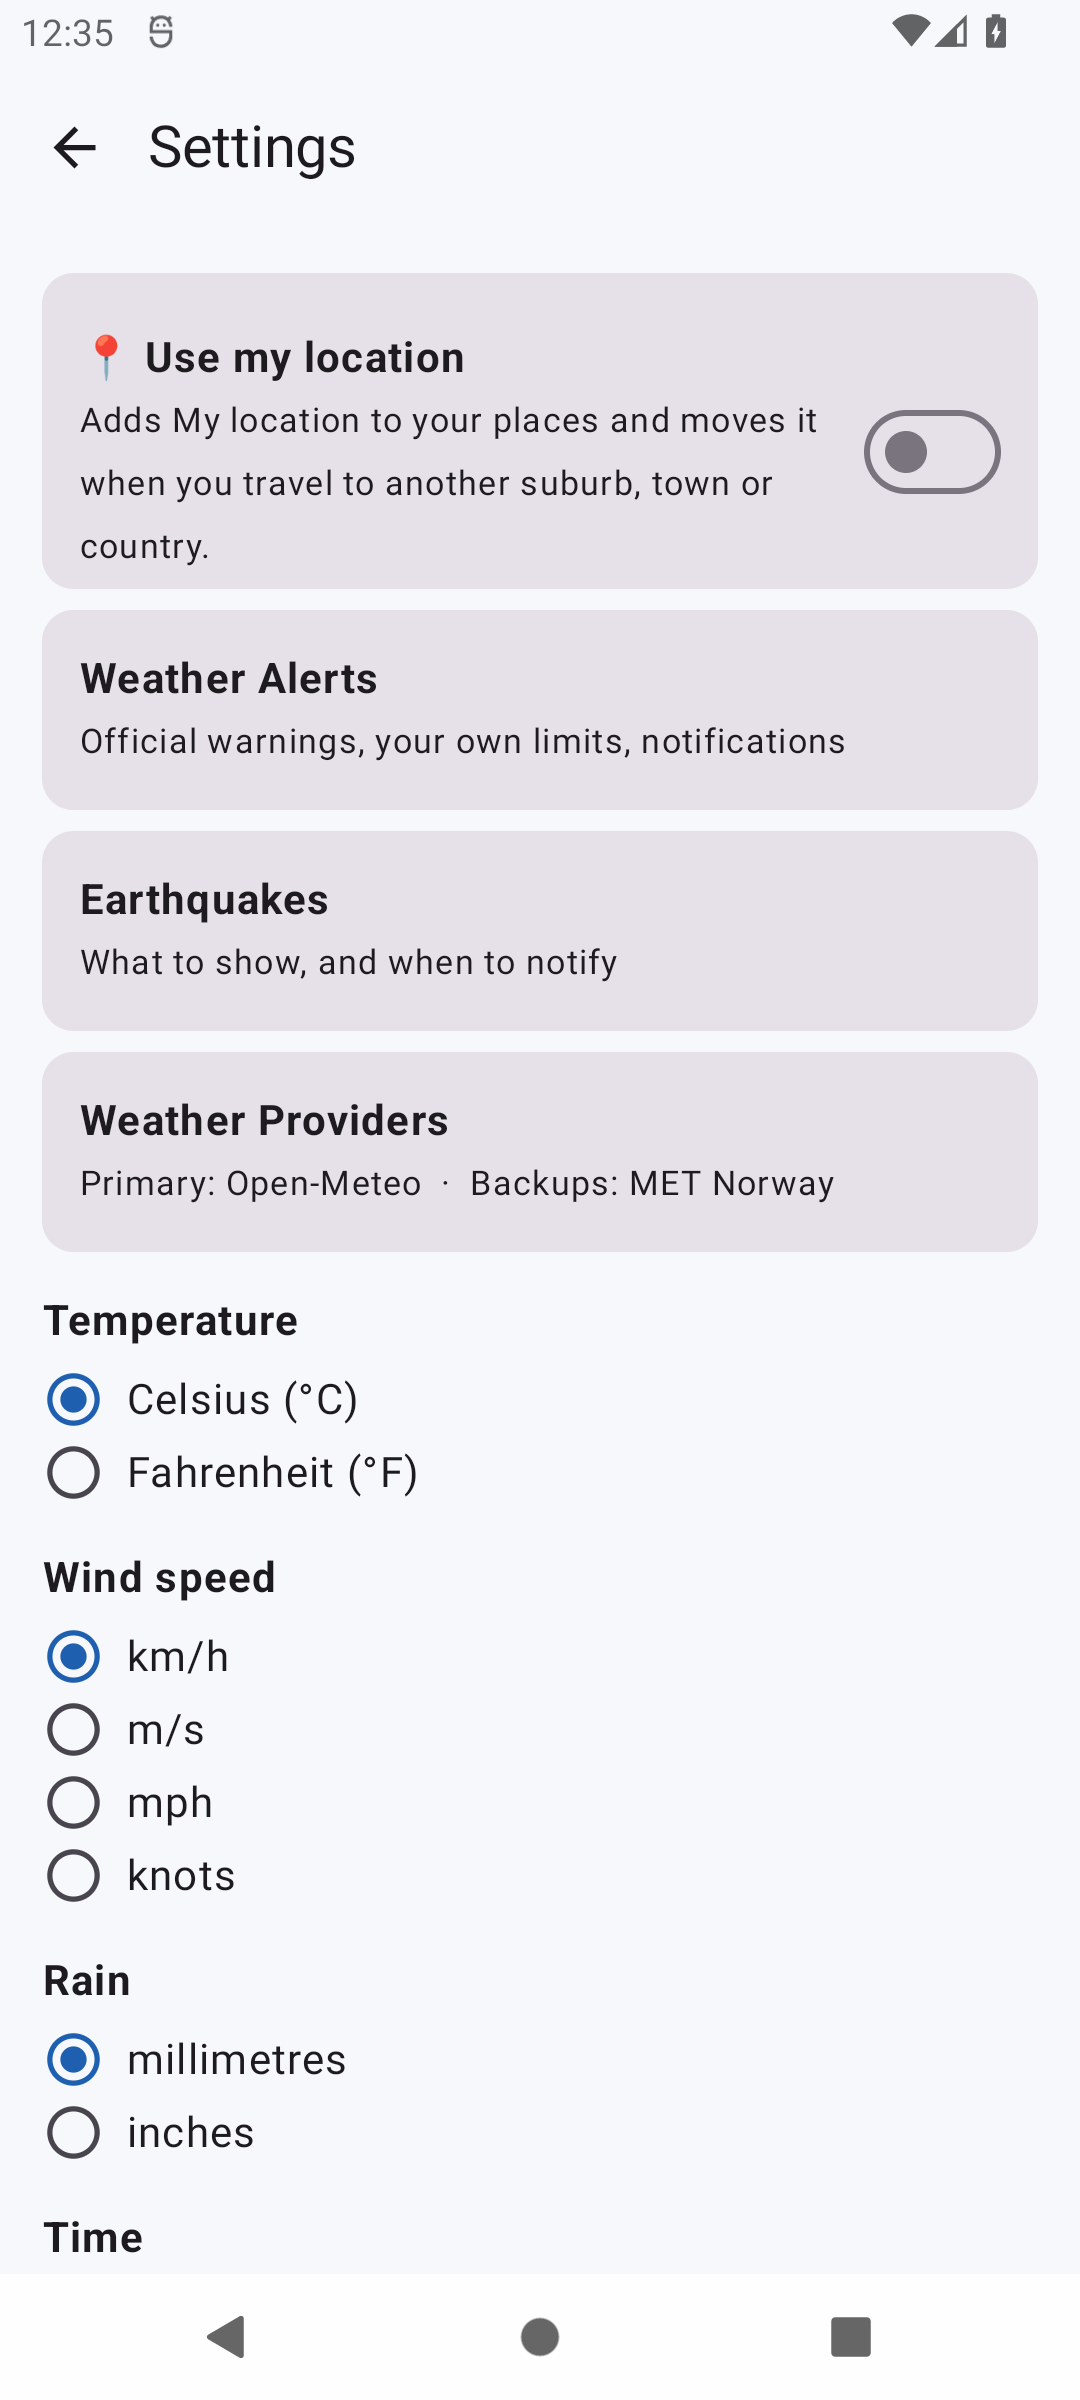 12:35
Settings
📍 Use my location
Adds My location to your places and moves it
when you travel to another suburb, town or
country.
Weather Alerts
Official warnings, your own limits, notifications
Earthquakes
What to show, and when to notify
Weather Providers
Primary: Open-Meteo · Backups: MET Norway
Temperature
Celsius (°C)
Fahrenheit (°F)
Wind speed
km/h
m/s
mph
knots
Rain
millimetres
inches
Time